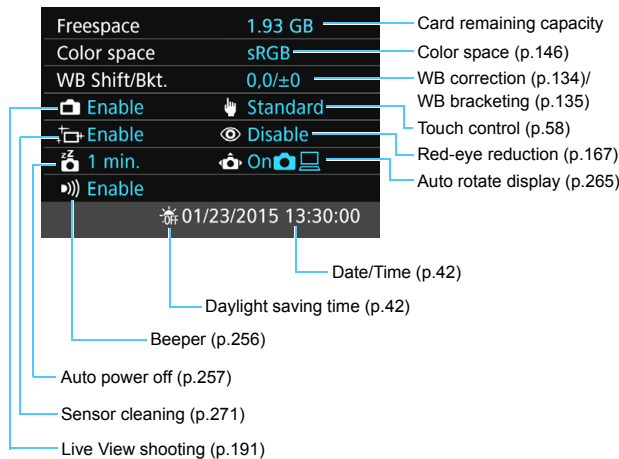 Freespace 1.93 GB Card remaining capacity
Color space sRGB Color space (p.146)
WB Shift/Bkt. 0,0/±0 WB correction (p.134)/
WB bracketing (p.135)
Enable Standard Touch control (p.58)
Enable Disable Red-eye reduction (p.167)
zZ 1 min. On Auto rotate display (p.265)
Enable
OFF 01/23/2015 13:30:00
Date/Time (p.42)
Daylight saving time (p.42)
Beeper (p.256)
Auto power off (p.257)
Sensor cleaning (p.271)
Live View shooting (p.191)